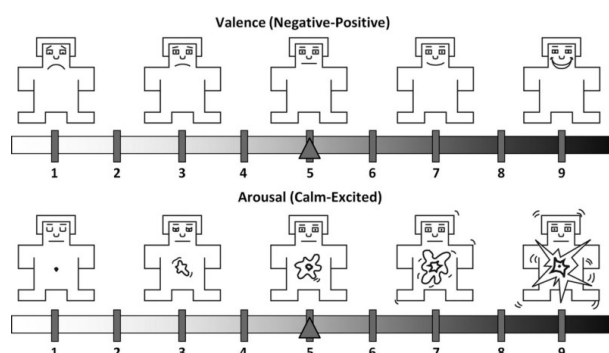 Valence (Negative-Positive)
1 2 3 4 5 6 7 8 9
Arousal (Calm-Excited)
1 2 3 4 5 6 7 8 9